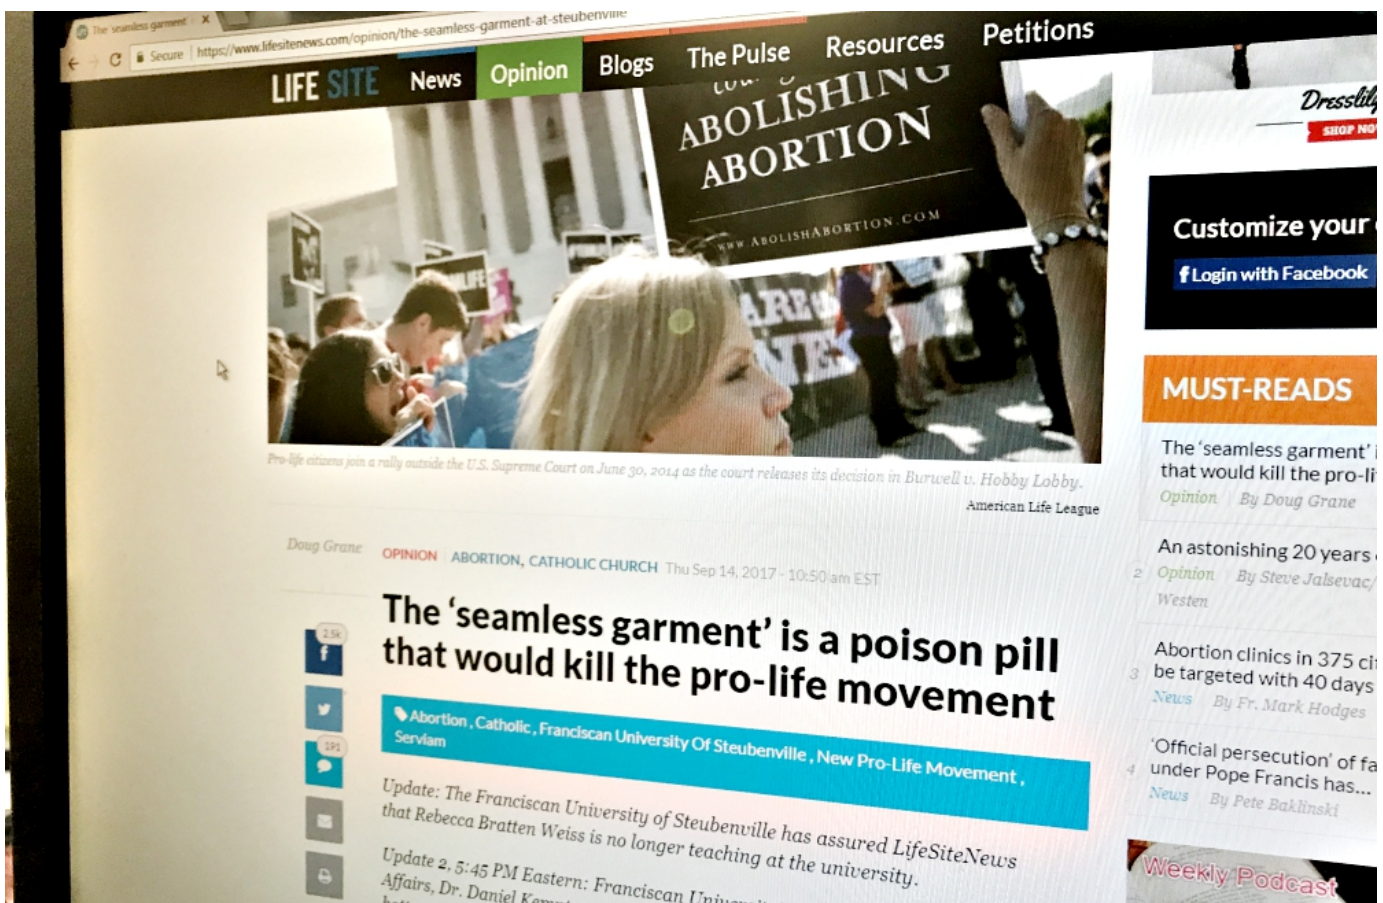 The 'seamless garment'
Secure
https://www.lifesitenews.com/opinion/the-seamless-garment-at-steubenville
LIFE SITE
News
Opinion
Blogs
The Pulse
Resources
Petitions
ABOLISHING
ABORTION
WWW.ABOLISHABORTION.COM
ARE
Pro-life citizens join a rally outside the U.S. Supreme Court on June 30, 2014 as the court releases its decision in Burwell v. Hobby Lobby.
American Life League
Doug Grane
OPINION
ABORTION, CATHOLIC CHURCH Thu Sep 14, 2017 - 10:50 am EST
The 'seamless garment' is a poison pill
that would kill the pro-life movement
Abortion , Catholic , Franciscan University Of Steubenville , New Pro-Life Movement ,
Serviam
2.5k
191
Update: The Franciscan University of Steubenville has assured LifeSiteNews
that Rebecca Bratten Weiss is no longer teaching at the university.
Update 2, 5:45 PM Eastern: Franciscan
Affairs, Dr. Daniel
Dresslily
SHOP NO
Customize your
f Login with Facebook
MUST-READS
The 'seamless garment'
that would kill the pro-li
Opinion By Doug Grane
An astonishing 20 years
2 Opinion By Steve Jalsevac/
Westen
Abortion clinics in 375 ci
3 be targeted with 40 days
News By Fr. Mark Hodges
'Official persecution' of fa
4 under Pope Francis has...
News By Pete Baklinski
Weekly Podcast